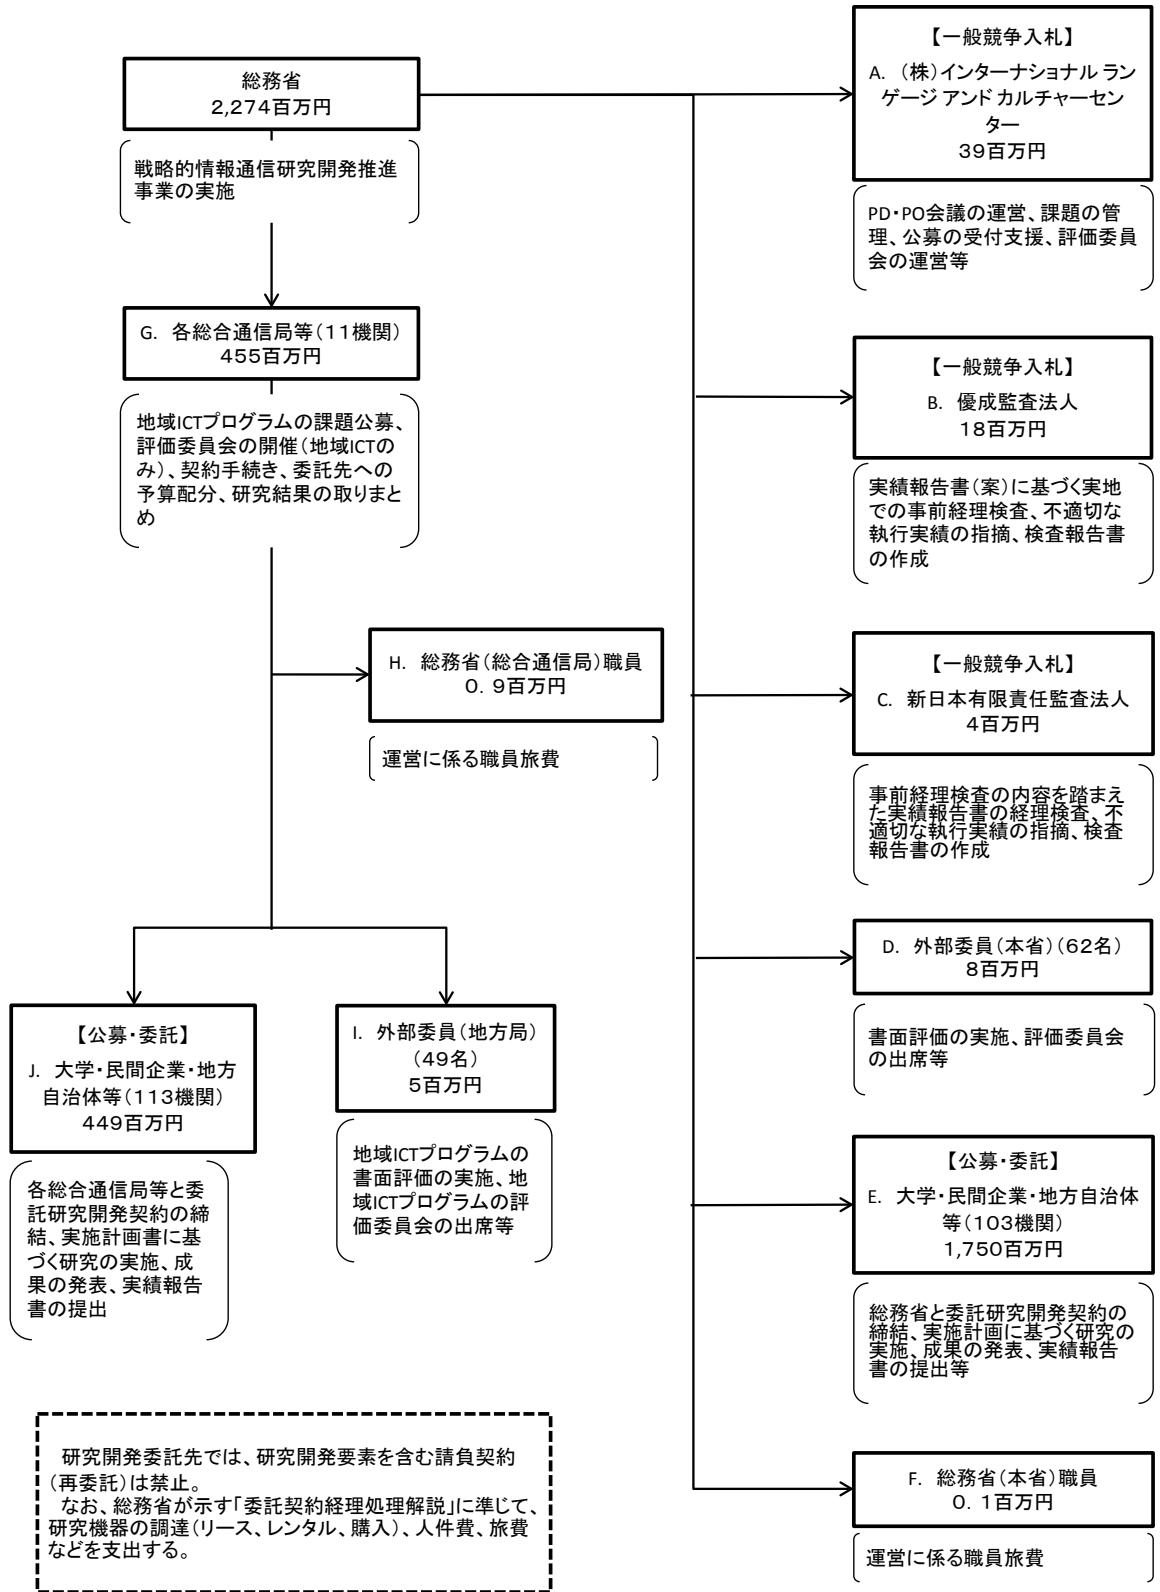 総務省
2,274百万円
戦略的情報通信研究開発推進
事業の実施
G. 各総合通信局等(11機関)
455百万円
地域ICTプログラムの課題公募、
評価委員会の開催(地域ICTの
み)、契約手続き、委託先への
予算配分、研究結果の取りまと
め
H. 総務省(総合通信局)職員
0.9百万円
運営に係る職員旅費
【公募・委託】
J. 大学・民間企業・地方
自治体等(113機関)
449百万円
各総合通信局等と委
託研究開発契約の締
結、実施計画書に基
づく研究の実施、成
果の発表、実績報告
書の提出
I. 外部委員(地方局)
(49名)
5百万円
地域ICTプログラムの
書面評価の実施、地
域ICTプログラムの評
価委員会の出席等
研究開発委託先では、研究開発要素を含む請負契約
(再委託)は禁止。
なお、総務省が示す「委託契約経理処理解説」に準じて、
研究機器の調達(リース、レンタル、購入)、人件費、旅費
などを支出する。
【一般競争入札】
A. (株)インターナショナル ラン
ゲージ アンド カルチャーセン
ター
39百万円
PD・PO会議の運営、課題の管
理、公募の受付支援、評価委員
会の運営等
【一般競争入札】
B. 優成監査法人
18百万円
実績報告書(案)に基づく実地
での事前経理検査、不適切な
執行実績の指摘、検査報告書
の作成
【一般競争入札】
C. 新日本有限責任監査法人
4百万円
事前経理検査の内容を踏まえ
た実績報告書の経理検査、不
適切な執行実績の指摘、検査
報告書の作成
D. 外部委員(本省)(62名)
8百万円
書面評価の実施、評価委員会
の出席等
【公募・委託】
E. 大学・民間企業・地方自治体
等(103機関)
1,750百万円
総務省と委託研究開発契約の
締結、実施計画に基づく研究の
実施、成果の発表、実績報告
書の提出等
F. 総務省(本省)職員
0.1百万円
運営に係る職員旅費